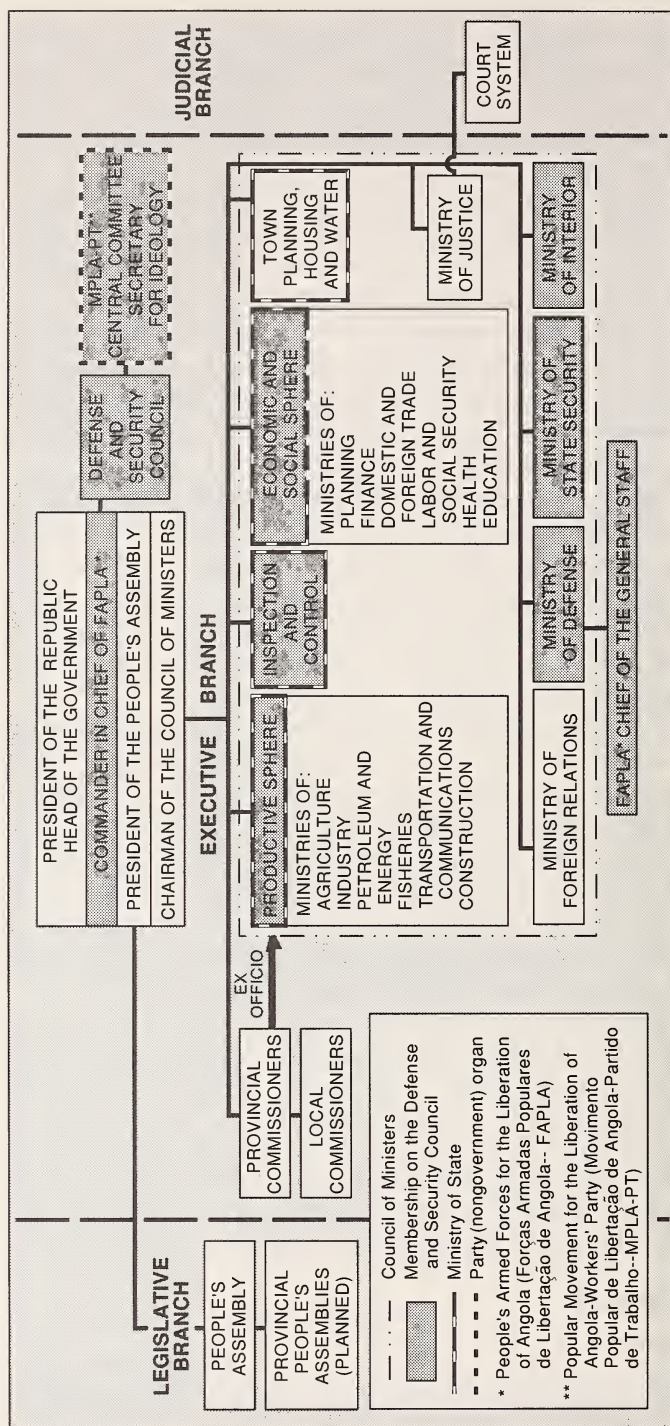 LEGISLATIVE
BRANCH
EXECUTIVE BRANCH
JUDICIAL
BRANCH
PRESIDENT OF THE REPUBLIC
HEAD OF THE GOVERNMENT
COMMANDER IN CHIEF OF FAPLA**
PRESIDENT OF THE PEOPLE'S ASSEMBLY
CHAIRMAN OF THE COUNCIL OF MINISTERS
DEFENSE
AND
SECURITY
COUNCIL
MPLA-PT**
CENTRAL COMMITTEE
SECRETARY
FOR IDEOLOGY
PEOPLE'S
ASSEMBLY
PROVINCIAL
PEOPLE'S
ASSEMBLIES
(PLANNED)
PROVINCIAL
COMMISSIONERS
LOCAL
COMMISSIONERS
EX
OFFICIO
PRODUCTIVE SPHERE
MINISTRIES OF:
AGRICULTURE
INDUSTRY
PETROLEUM AND
ENERGY
FISHERIES
TRANSPORTATION AND
COMMUNICATIONS
CONSTRUCTION
INSPECTION
AND
CONTROL
ECONOMIC AND
SOCIAL SPHERE
MINISTRIES OF:
PLANNING
FINANCE
DOMESTIC AND
FOREIGN TRADE
LABOR AND
SOCIAL SECURITY
HEALTH
EDUCATION
TOWN
PLANNING,
HOUSING
AND WATER
MINISTRY
OF JUSTICE
COURT
SYSTEM
MINISTRY OF
FOREIGN RELATIONS
MINISTRY
OF DEFENSE
MINISTRY OF
STATE SECURITY
MINISTRY
OF INTERIOR
FAPLA* CHIEF OF THE GENERAL STAFF
Council of Ministers
Membership on the Defense
and Security Council
Ministry of State
Party (nongovernment) organ
* People's Armed Forces for the Liberation
of Angola (Forças Armadas Populares
de Libertação de Angola-- FAPLA)
** Popular Movement for the Liberation of
Angola-Workers' Party (Movimento
Popular de Libertação de Angola-Partido
de Trabalho--MPLA-PT)